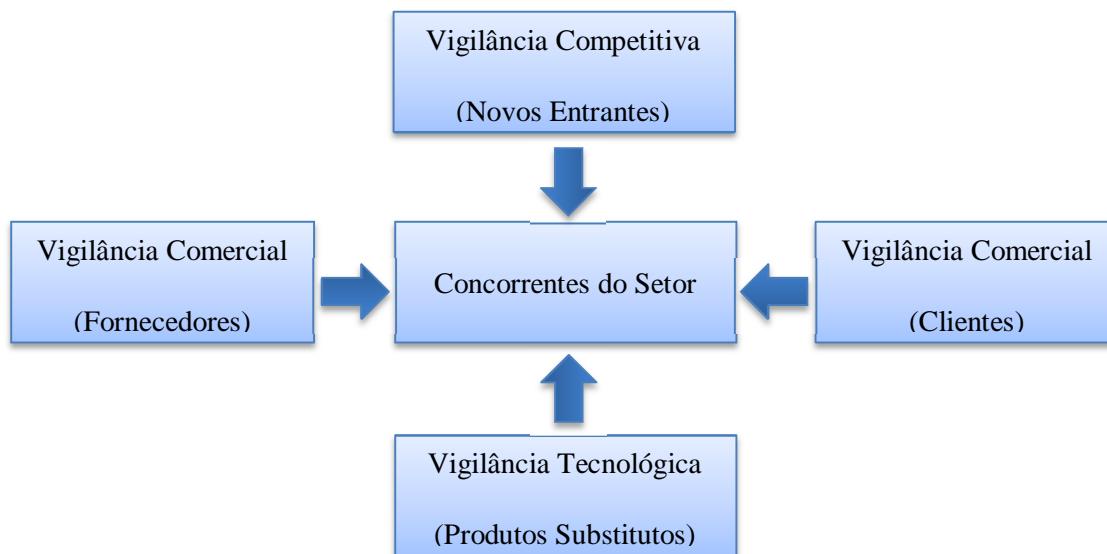 Vigilância Competitiva
(Novos Entrantes)
Vigilância Comercial
(Fornecedores)
Concorrentes do Setor
Vigilância Comercial
(Clientes)
Vigilância Tecnológica
(Produtos Substitutos)